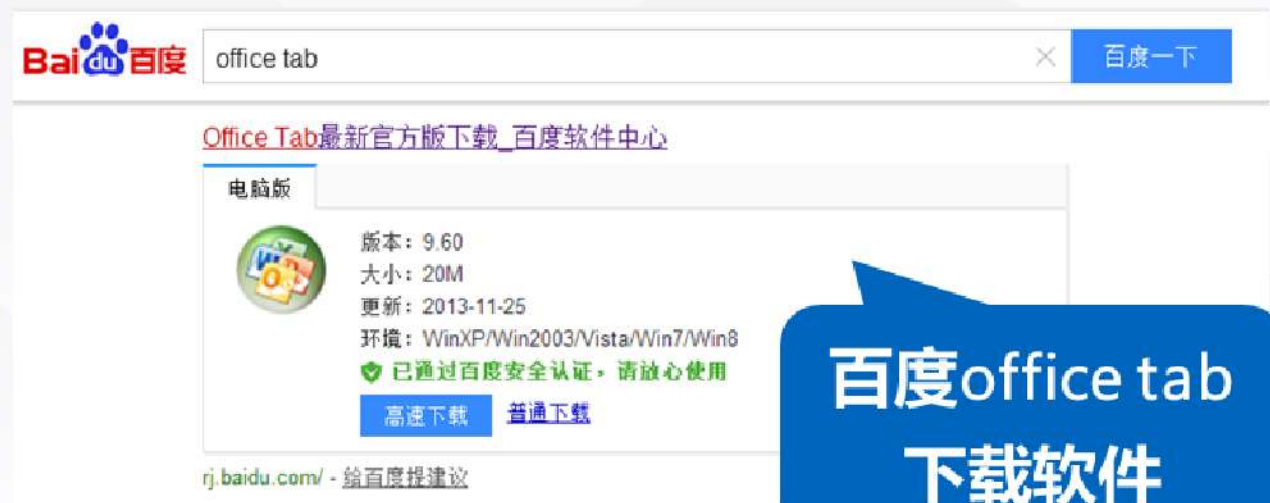 Bai du 百度
office tab
百度一下
Office Tab最新官方版下载_百度软件中心
电脑版
版本：9.60
大小：20M
更新：2013-11-25
环境：WinXP/Win2003/Vista/Win7/Win8
已通过百度安全认证，请放心使用
高速下载 普通下载
rj.baidu.com/ - 给百度提建议
百度office tab
下载软件